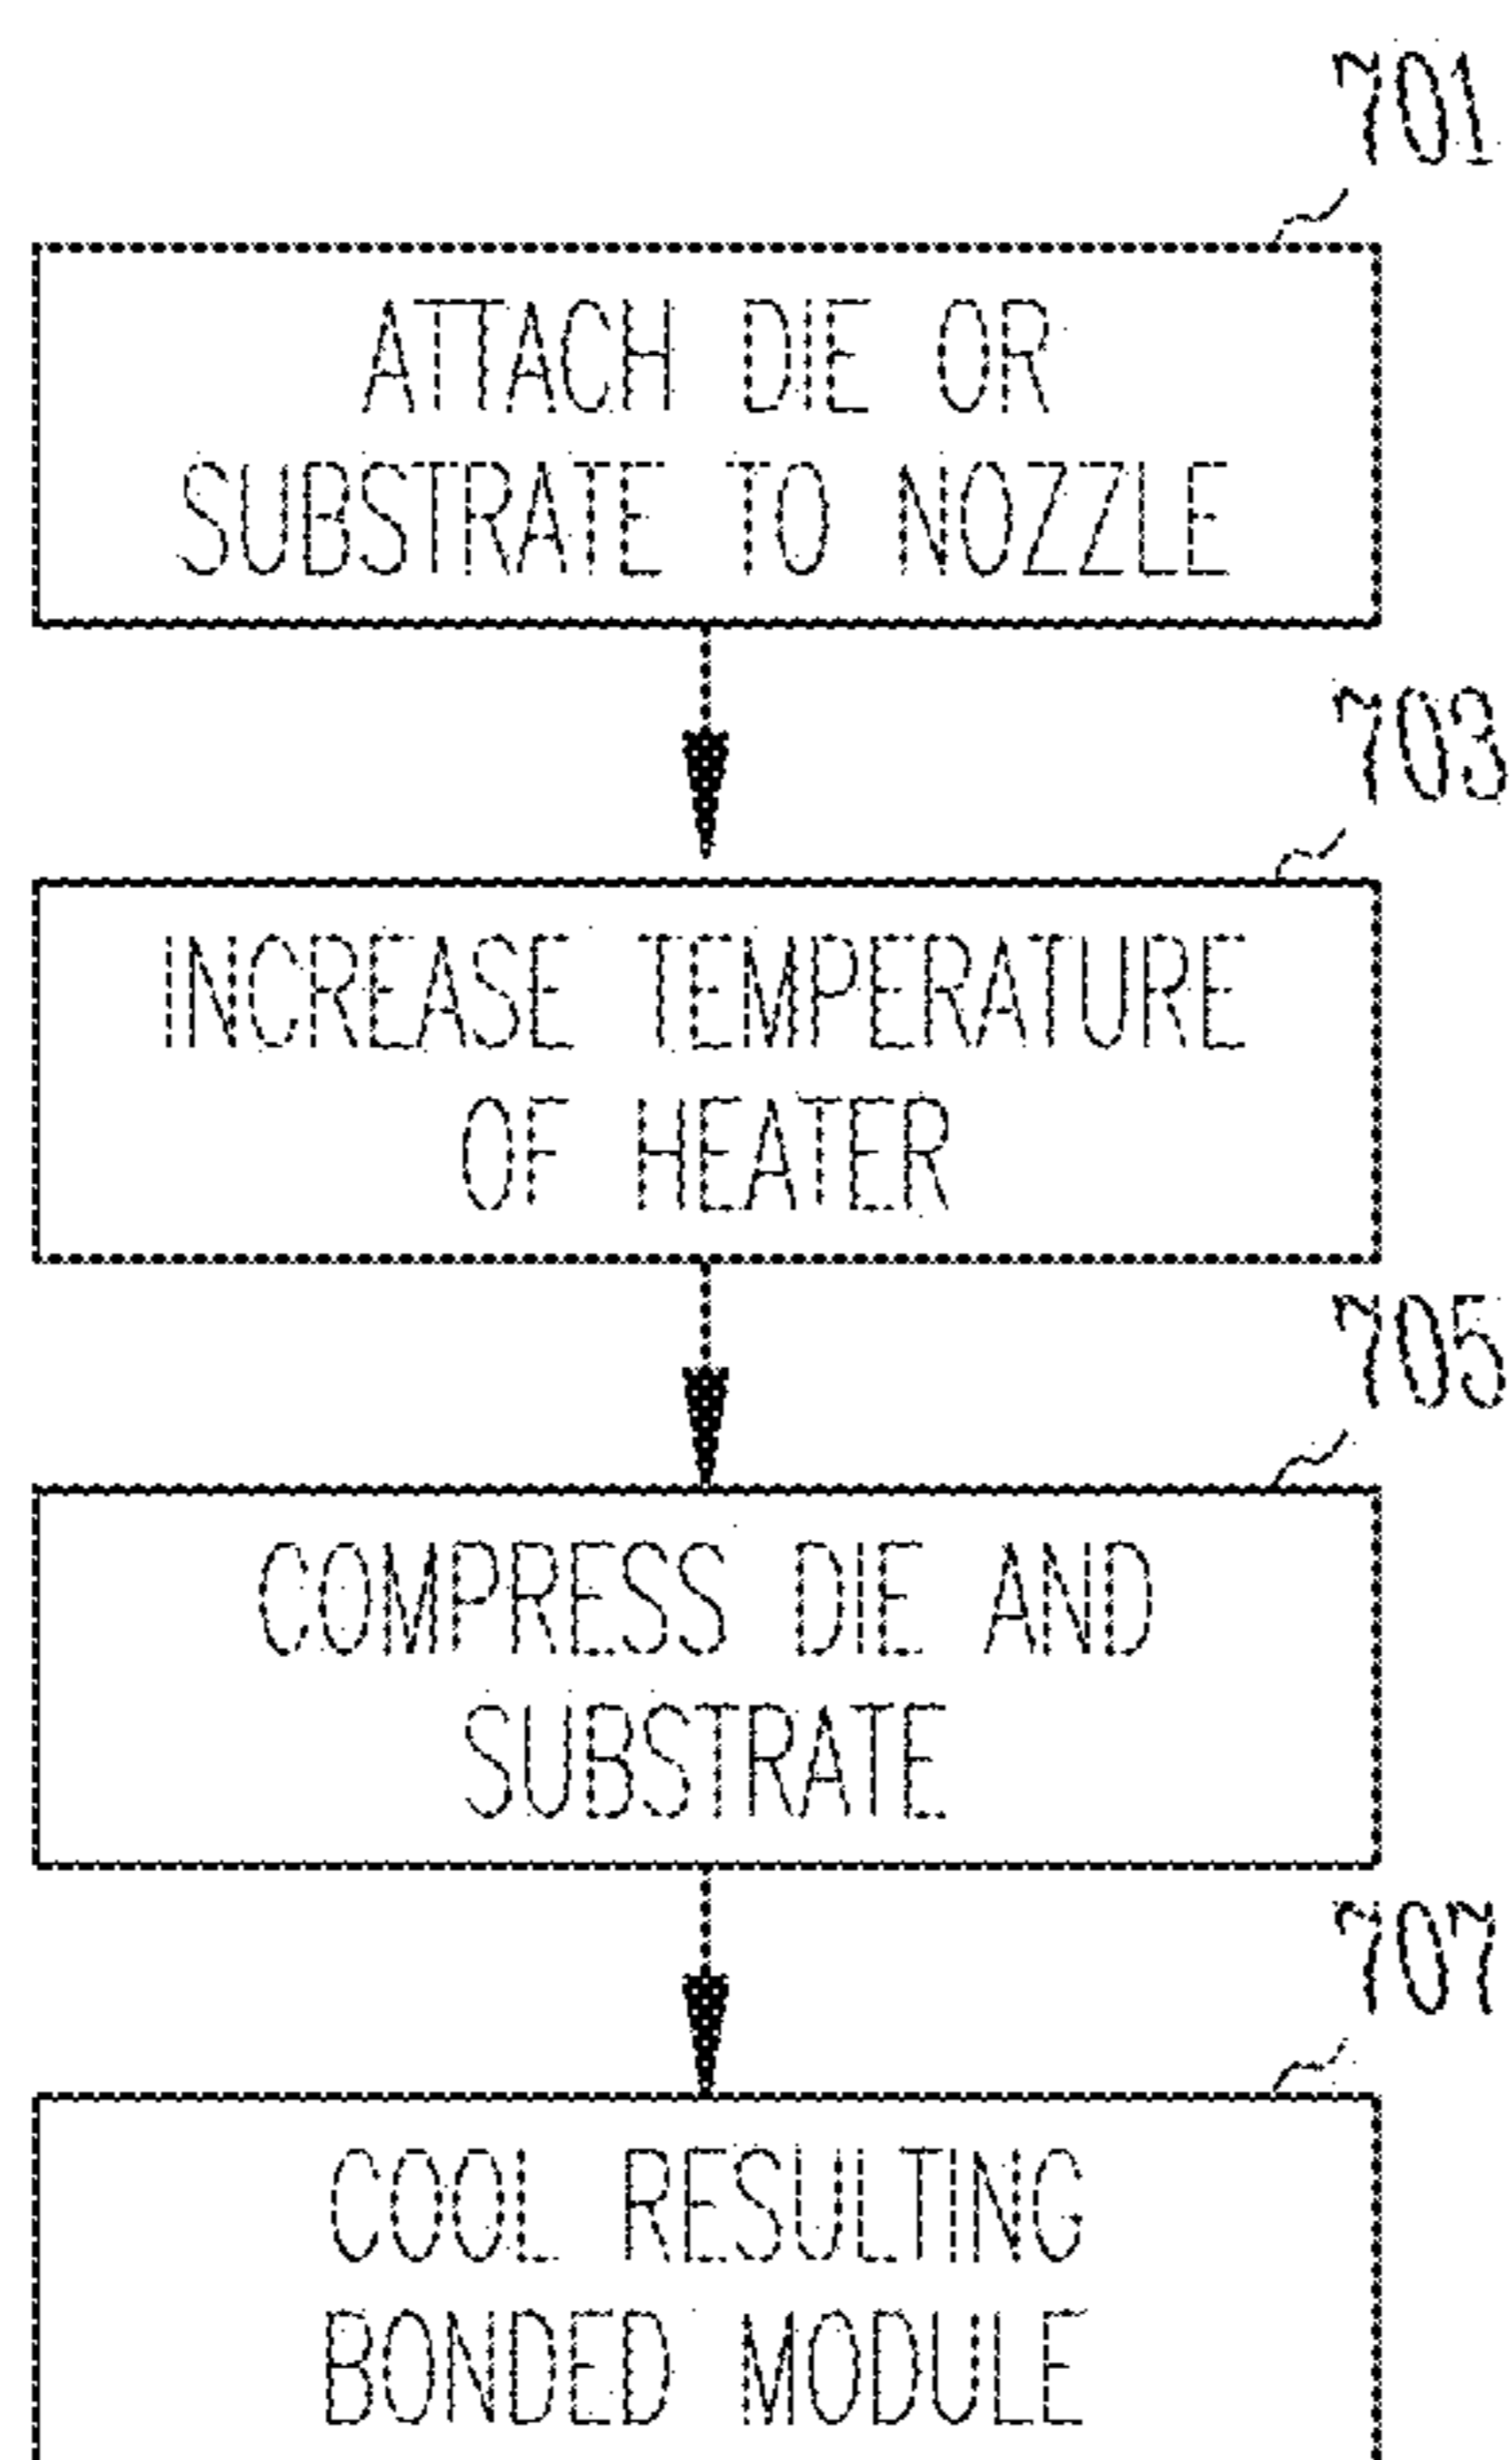 701
ATTACH DIE OR
SUBSTRATE TO NOZZLE
703
INCREASE TEMPERATURE
OF HEATER
705
COMPRESS DIE AND
SUBSTRATE
707
COOL RESULTING
BONDED MODULE